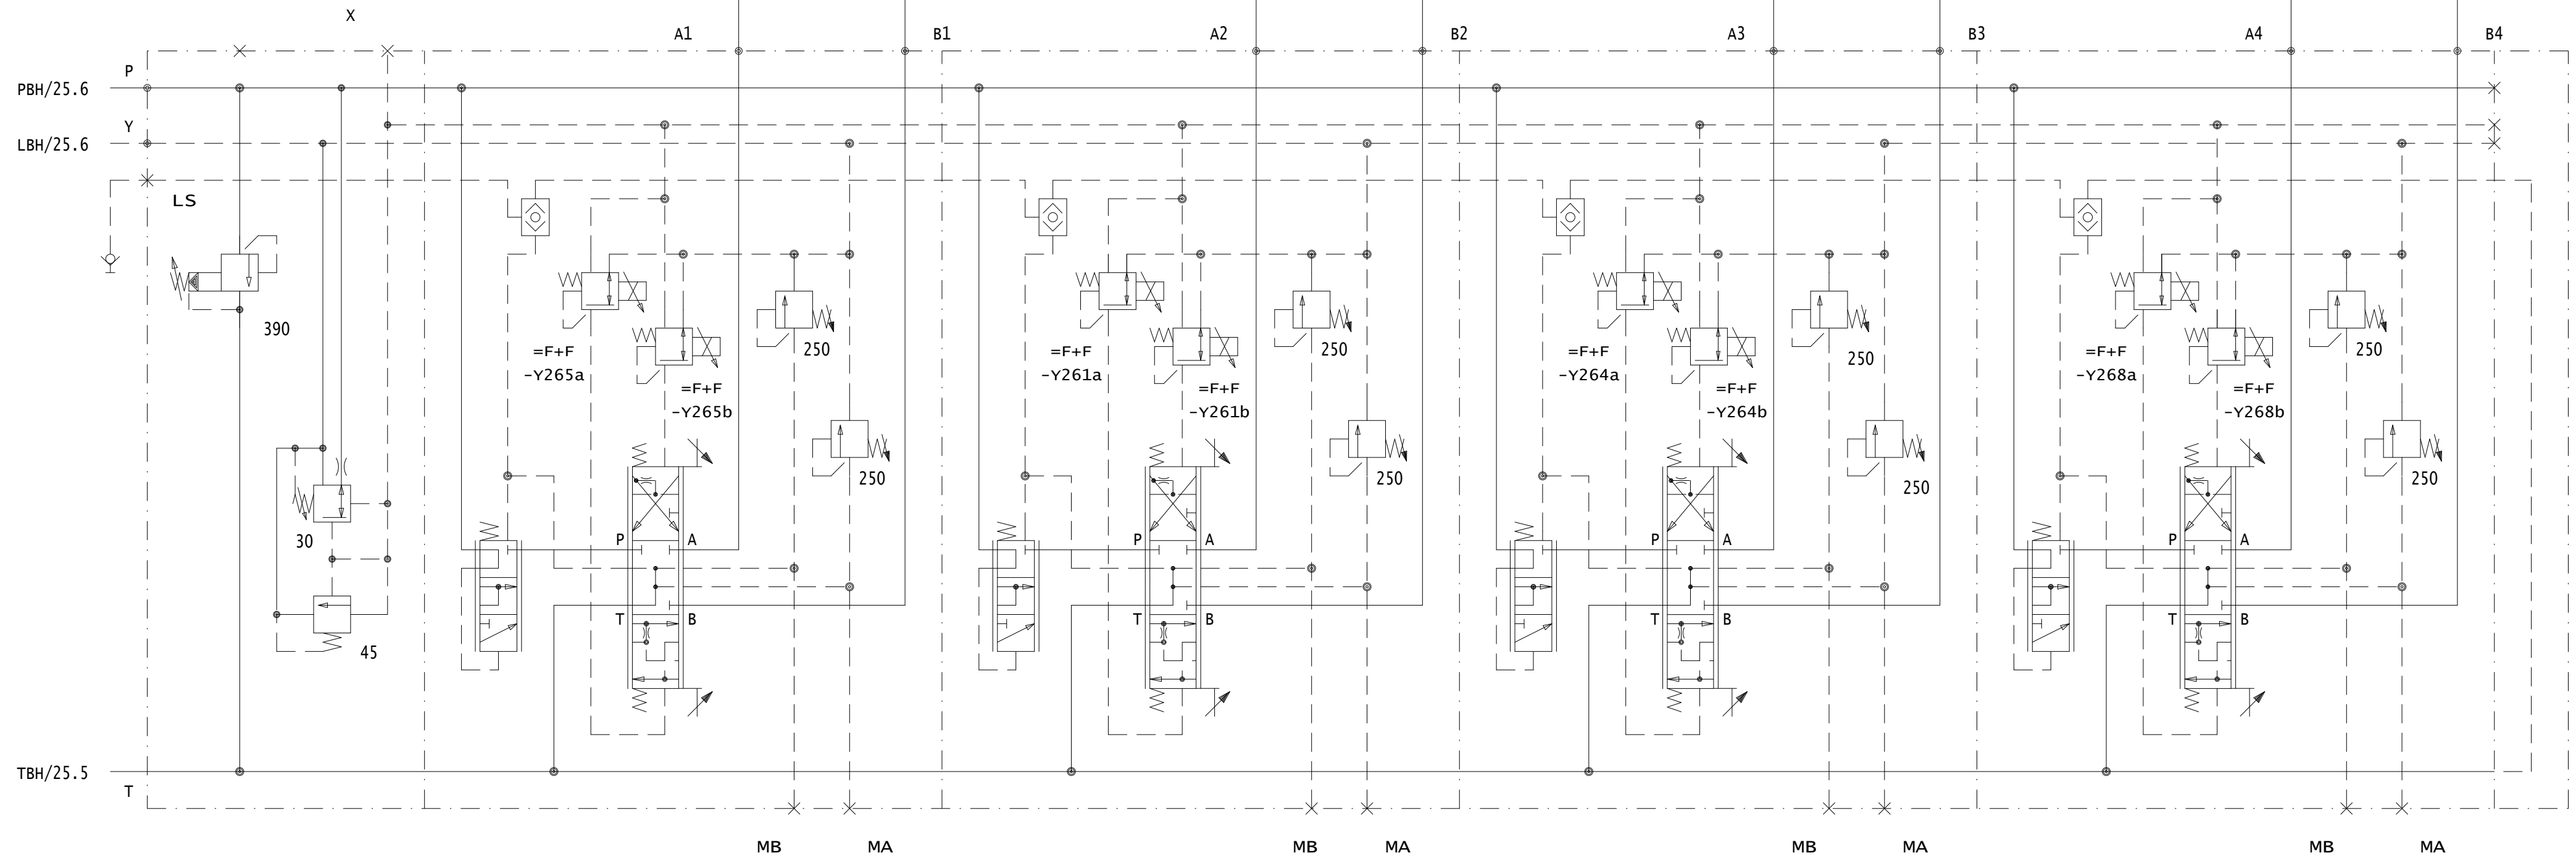 X
A1
B1
A2
B2
A3
B3
A4
B4
P
PBH/25.6
Y
LBH/25.6
LS
390
30
45
=F+F
-Y265a
=F+F
-Y265b
250
250
P
A
T
B
=F+F
-Y261a
=F+F
-Y261b
250
250
P
A
T
B
=F+F
-Y264a
=F+F
-Y264b
250
250
P
A
T
B
=F+F
-Y268a
=F+F
-Y268b
250
250
P
A
T
B
TBH/25.5
T
MB
MA
MB
MA
MB
MA
MB
MA